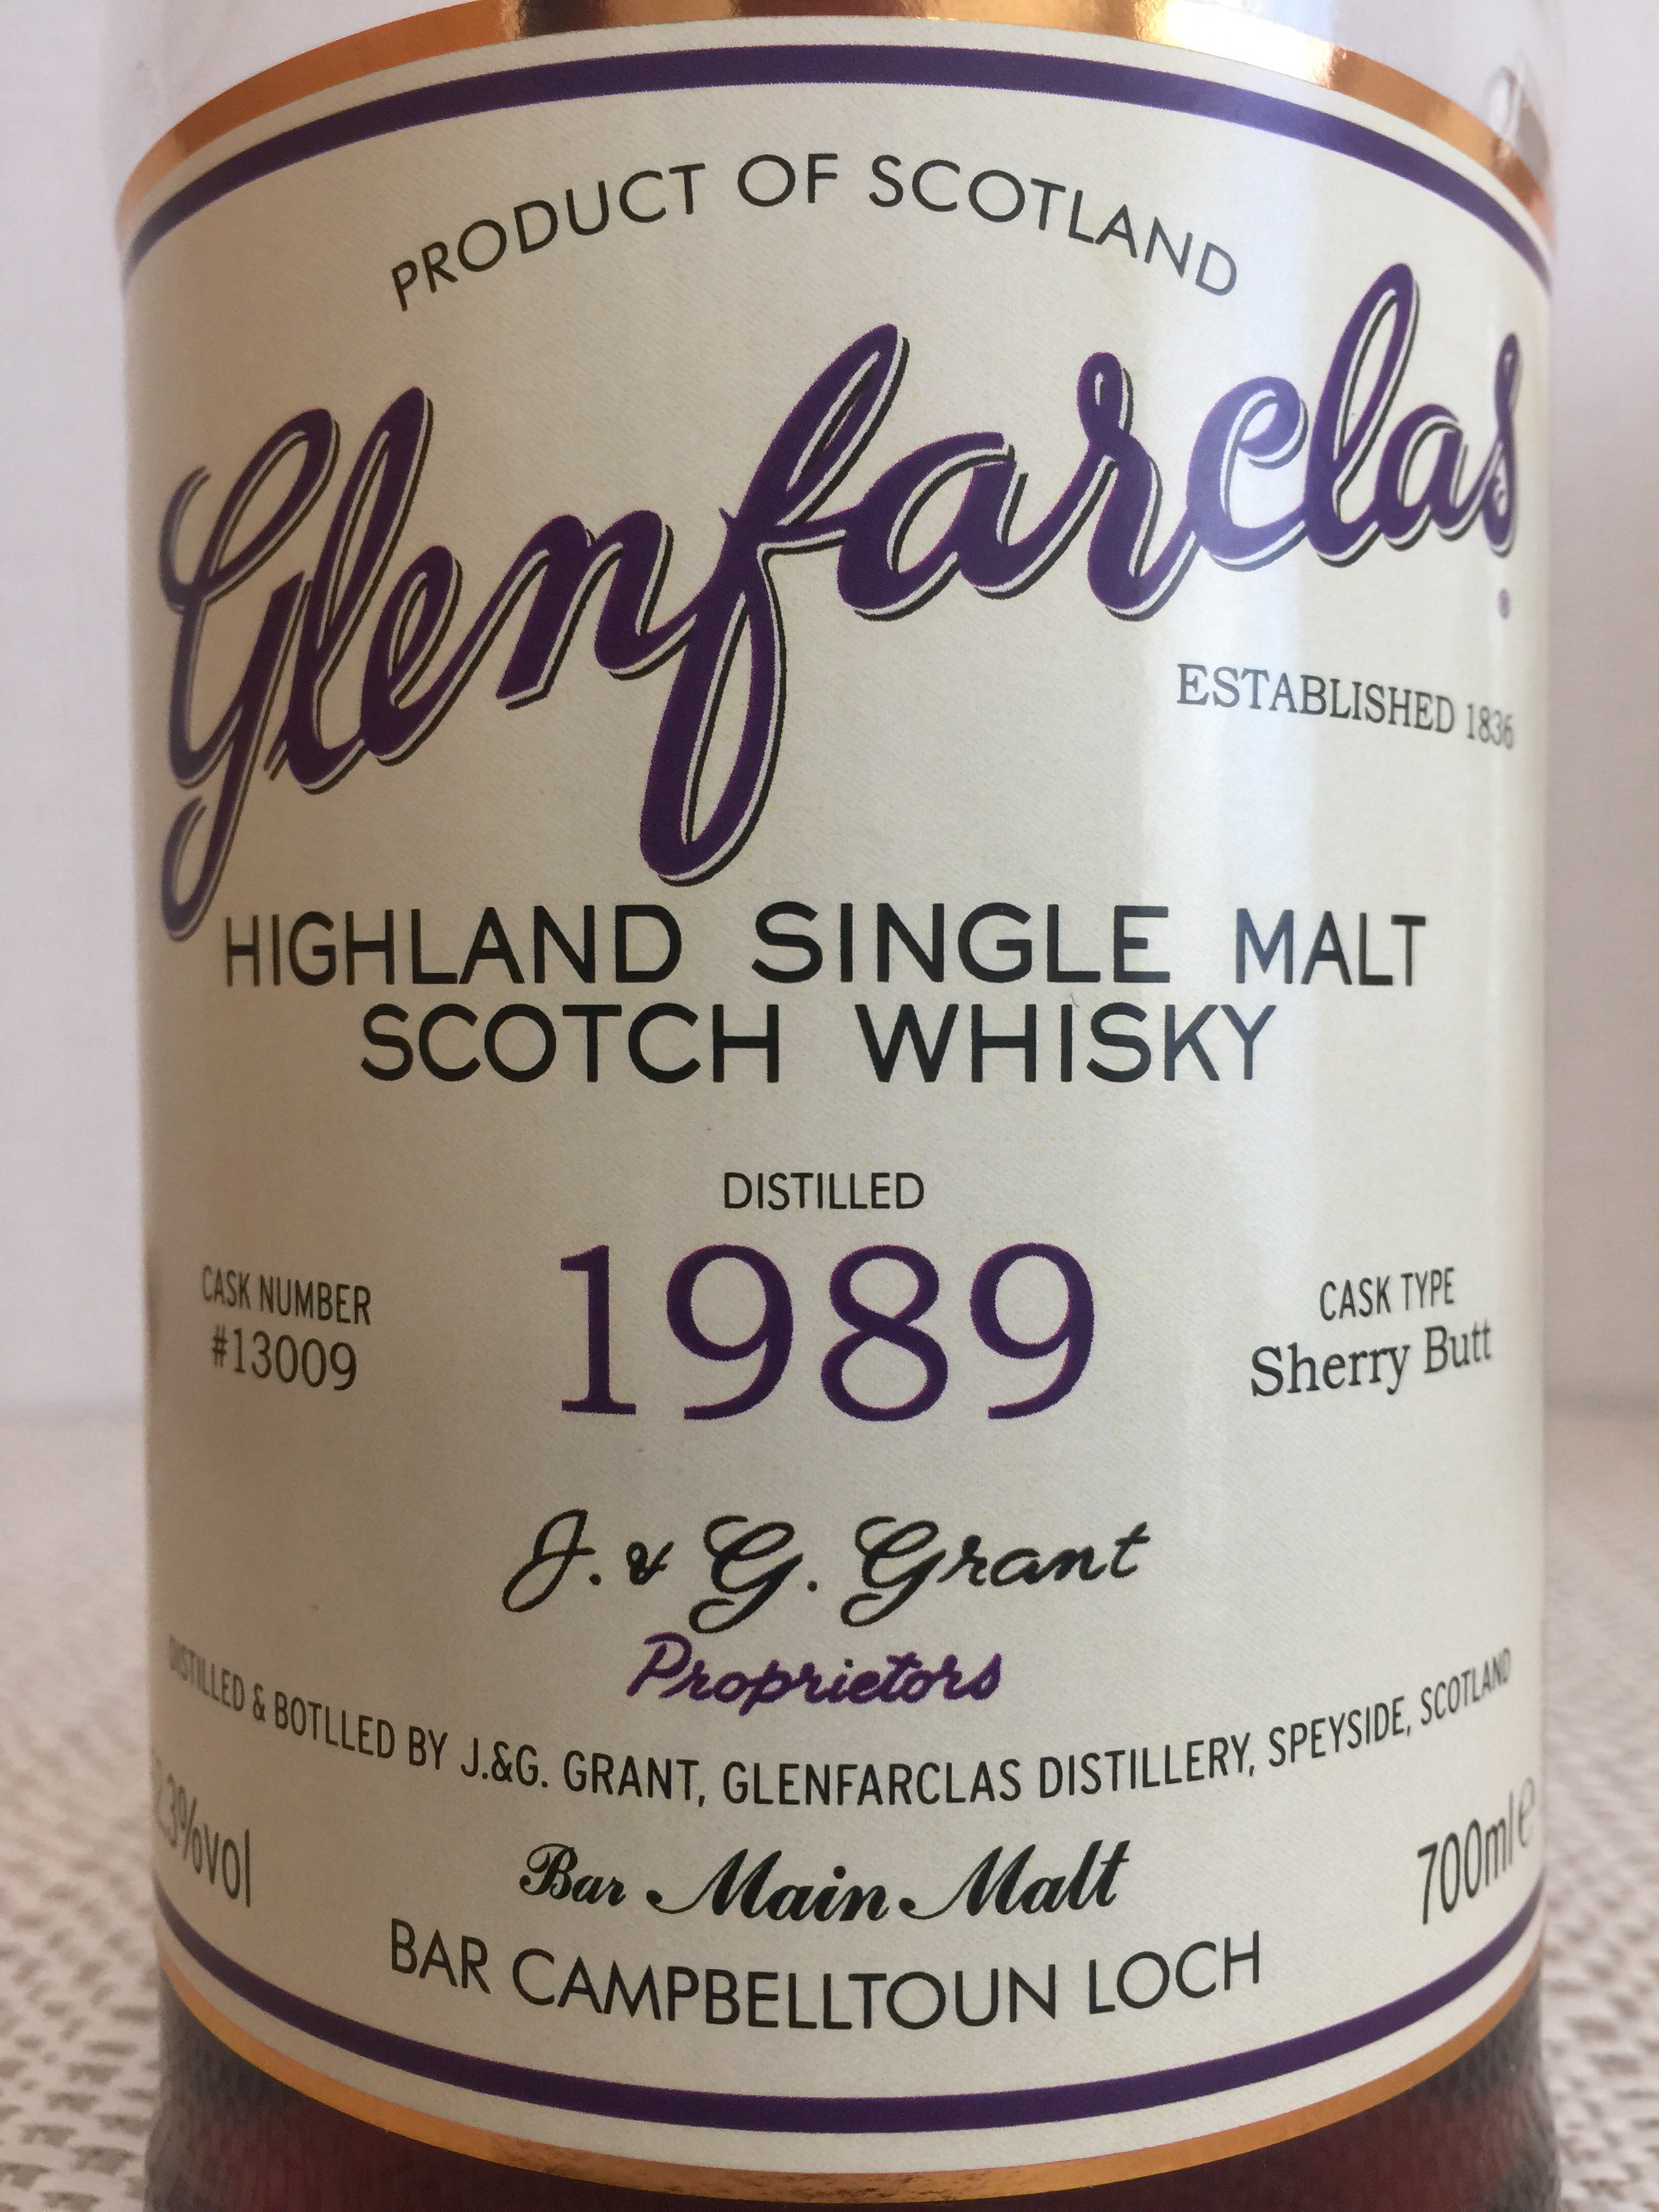 PRODUCT OF SCOTLAND
Glenfarclas®
ESTABLISHED 1836
HIGHLAND SINGLE MALT
SCOTCH WHISKY
DISTILLED
1989
CASK NUMBER
#13009
CASK TYPE
Sherry Butt
J. & G. Grant
Proprietors
DISTILLED & BOTLLED BY J.&G. GRANT, GLENFARCLAS DISTILLERY, SPEYSIDE, SCOTLAND
700ml e
Bar Main Malt
BAR CAMPBELLTOUN LOCH